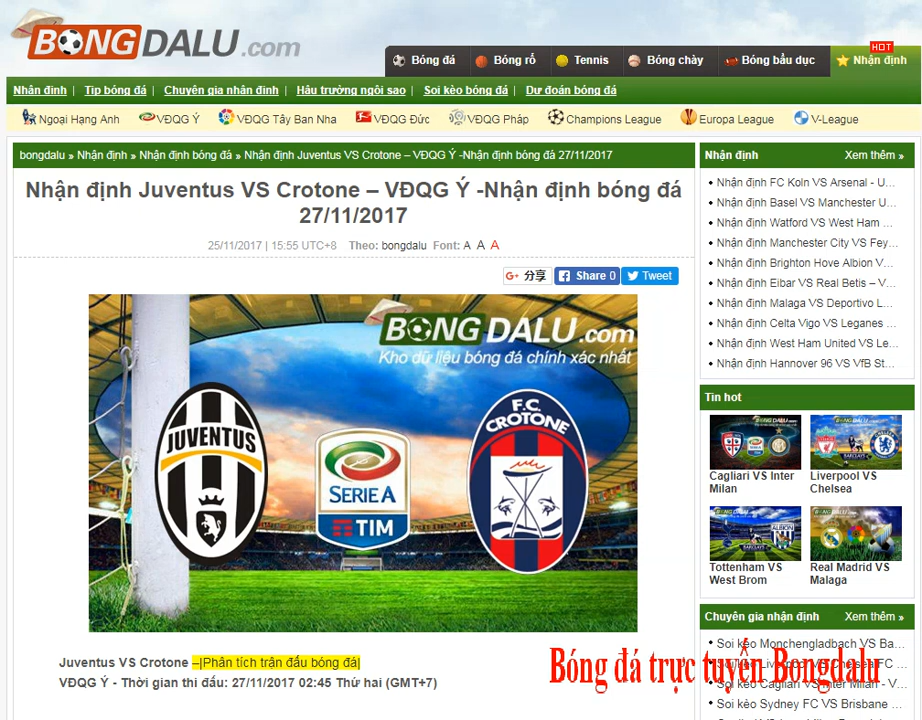 BONGDALU.com
Bóng đá
Bóng rổ
Tennis
Bóng chày
Bóng bầu dục
HOT
Nhận định
Nhận định | Tip bóng đá | Chuyên gia nhận định | Hậu trường ngôi sao | Soi kèo bóng đá | Dự đoán bóng đá
Ngoại Hạng Anh VĐQG Ý VĐQG Tây Ban Nha VĐQG Đức VĐQG Pháp Champions League Europa League V-League
bongdalu » Nhận định » Nhận định bóng đá » Nhận định Juventus VS Crotone – VĐQG Ý -Nhận định bóng đá 27/11/2017
Nhận định Juventus VS Crotone – VĐQG Ý -Nhận định bóng đá
27/11/2017
25/11/2017 | 15:55 UTC+8 Theo: bongdalu Font: A A A
G+ 分享
Share 0
Tweet
BONGDALU.com
Kho dữ liệu bóng đá chính xác nhất
JUVENTUS
SERIE A
TIM
F.C.
CROTONE
Juventus VS Crotone –|Phân tích trận đấu bóng đá|
VĐQG Ý - Thời gian thi đấu: 27/11/2017 02:45 Thứ hai (GMT+7)
Nhận định Xem thêm »
Nhận định FC Koln VS Arsenal - U...
Nhận định Basel VS Manchester U...
Nhận định Watford VS West Ham ...
Nhận định Manchester City VS Fey...
Nhận định Brighton Hove Albion V...
Nhận định Eibar VS Real Betis – V...
Nhận định Malaga VS Deportivo L...
Nhận định Celta Vigo VS Leganes ...
Nhận định West Ham United VS Le...
Nhận định Hannover 96 VS VfB St...
Tin hot
Cagliari VS Inter
Milan
Liverpool VS
Chelsea
Tottenham VS
West Brom
Real Madrid VS
Malaga
Chuyên gia nhận định Xem thêm »
Soi kèo Monchengladbach VS Ba...
Soi kèo Liverpool VS Chelsea FC ...
Soi kèo Cagliari VS Inter Milan - V...
Soi kèo Sydney FC VS Brisbane ...
Bóng đá trực tuyến Bongdalu